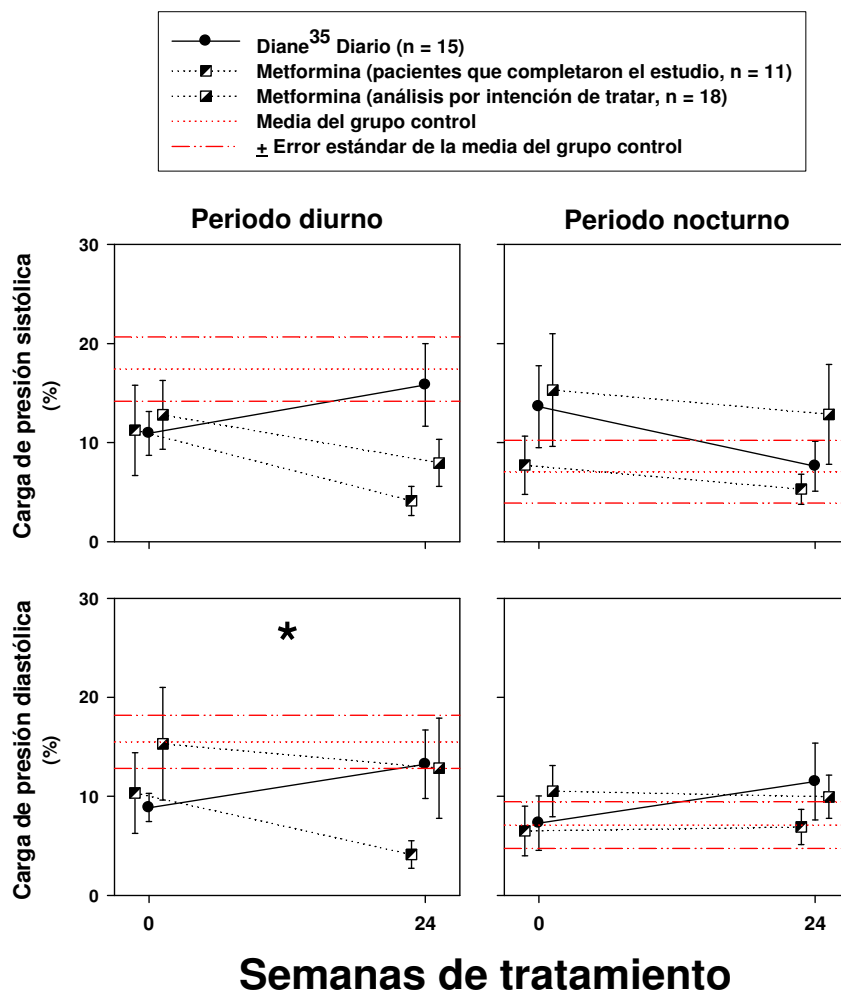 Diane35 Diario (n = 15)
Metformina (pacientes que completaron el estudio, n = 11)
Metformina (análisis por intención de tratar, n = 18)
Media del grupo control
± Error estándar de la media del grupo control
Periodo diurno
Periodo nocturno
Carga de presión sistólica
(%)
30
20
10
0
Carga de presión diastólica
(%)
30
20
10
0
*
0
24
0
24
Semanas de tratamiento